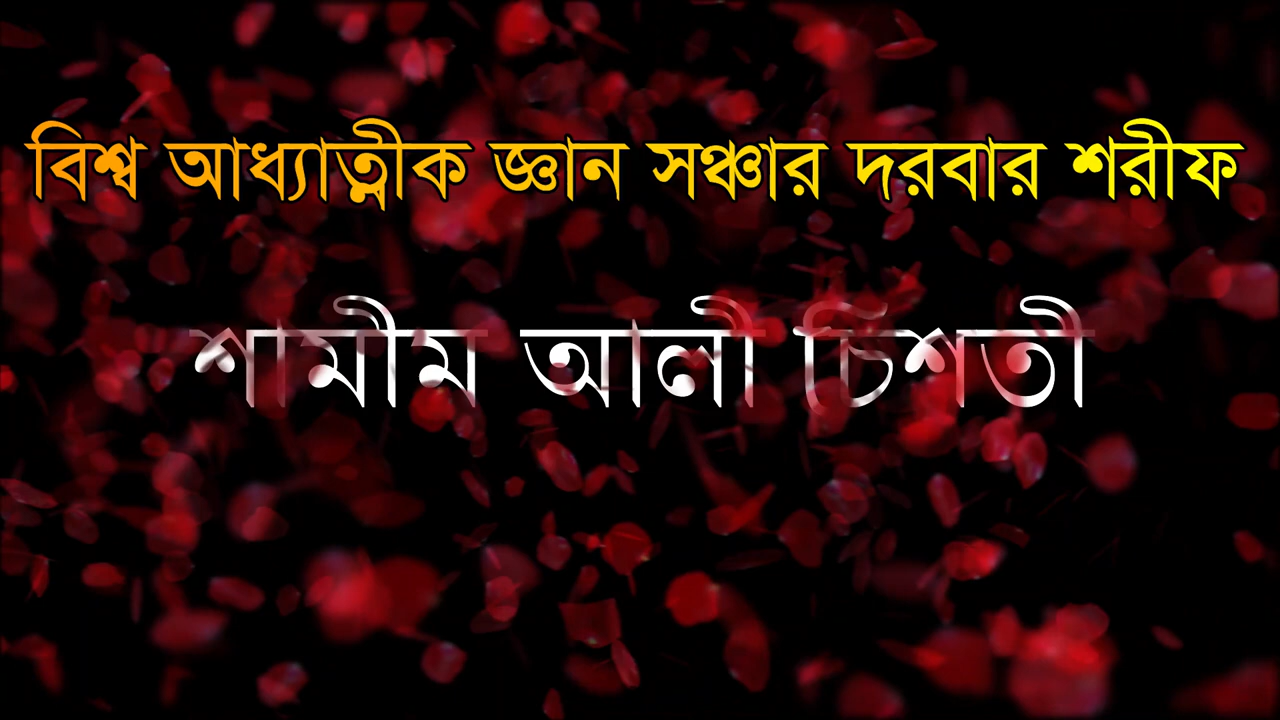 বিশ্ব আধ্যাত্নীক জ্ঞান সঞ্চার দরবার শরীফ
শামীম আলী চিশতী